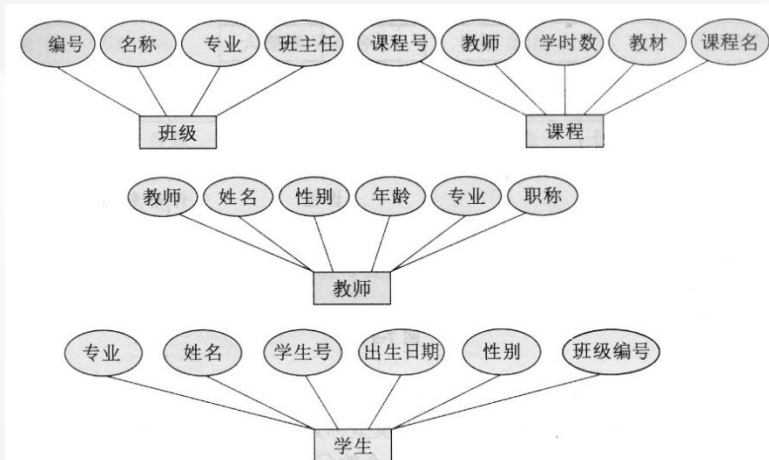 编号 名称 专业 班主任 课程号 教师 学时数 教材 课程名
班级 课程
教师 姓名 性别 年龄 专业 职称
教师
专业 姓名 学生号 出生日期 性别 班级编号
学生